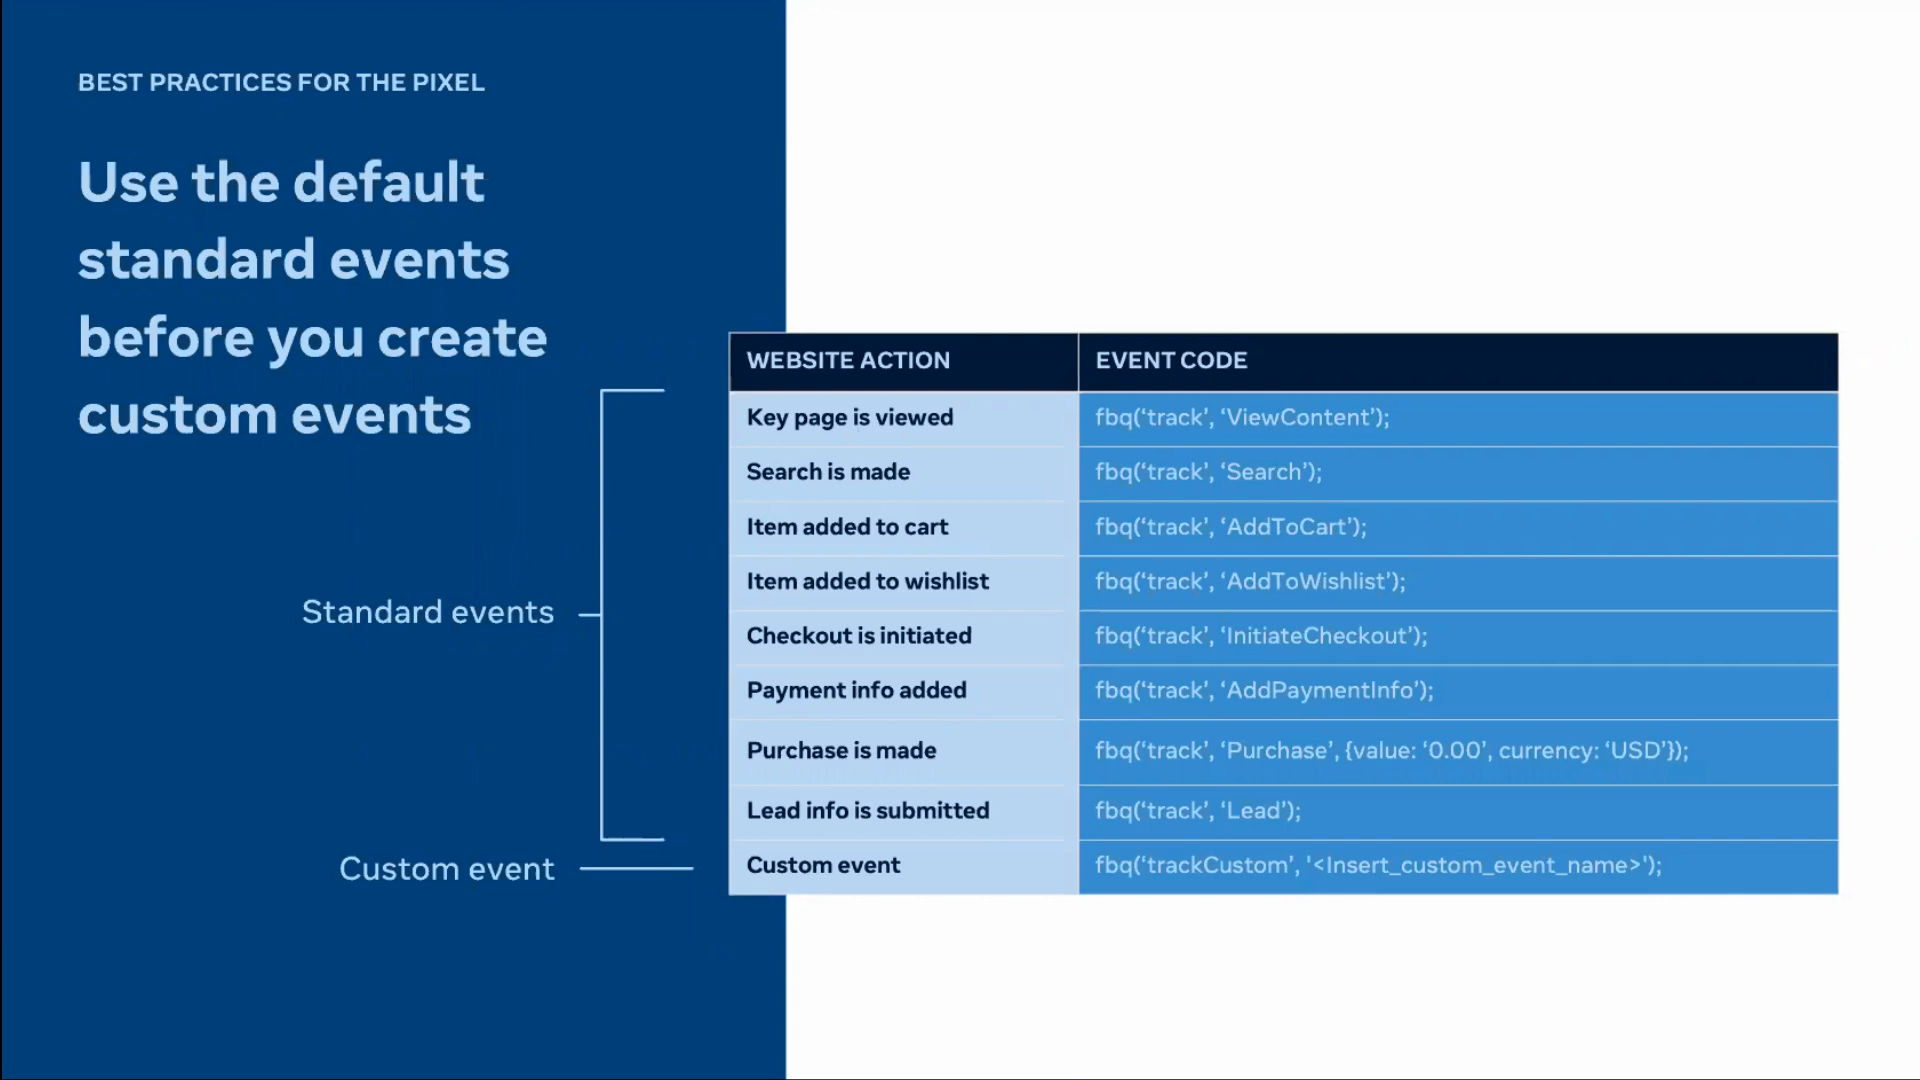 BEST PRACTICES FOR THE PIXEL
Use the default
standard events
before you create
custom events
Standard events
Custom event
WEBSITE ACTION EVENT CODE
Key page is viewed fbq(‘track’, ‘ViewContent’);
Search is made fbq(‘track’, ‘Search’);
Item added to cart fbq(‘track’, ‘AddToCart’);
Item added to wishlist fbq(‘track’, ‘AddToWishlist’);
Checkout is initiated fbq(‘track’, ‘InitiateCheckout’);
Payment info added fbq(‘track’, ‘AddPaymentInfo’);
Purchase is made fbq(‘track’, ‘Purchase’, {value: ‘0.00’, currency: ‘USD’});
Lead info is submitted fbq(‘track’, ‘Lead’);
Custom event fbq(‘trackCustom’, '<Insert_custom_event_name>');